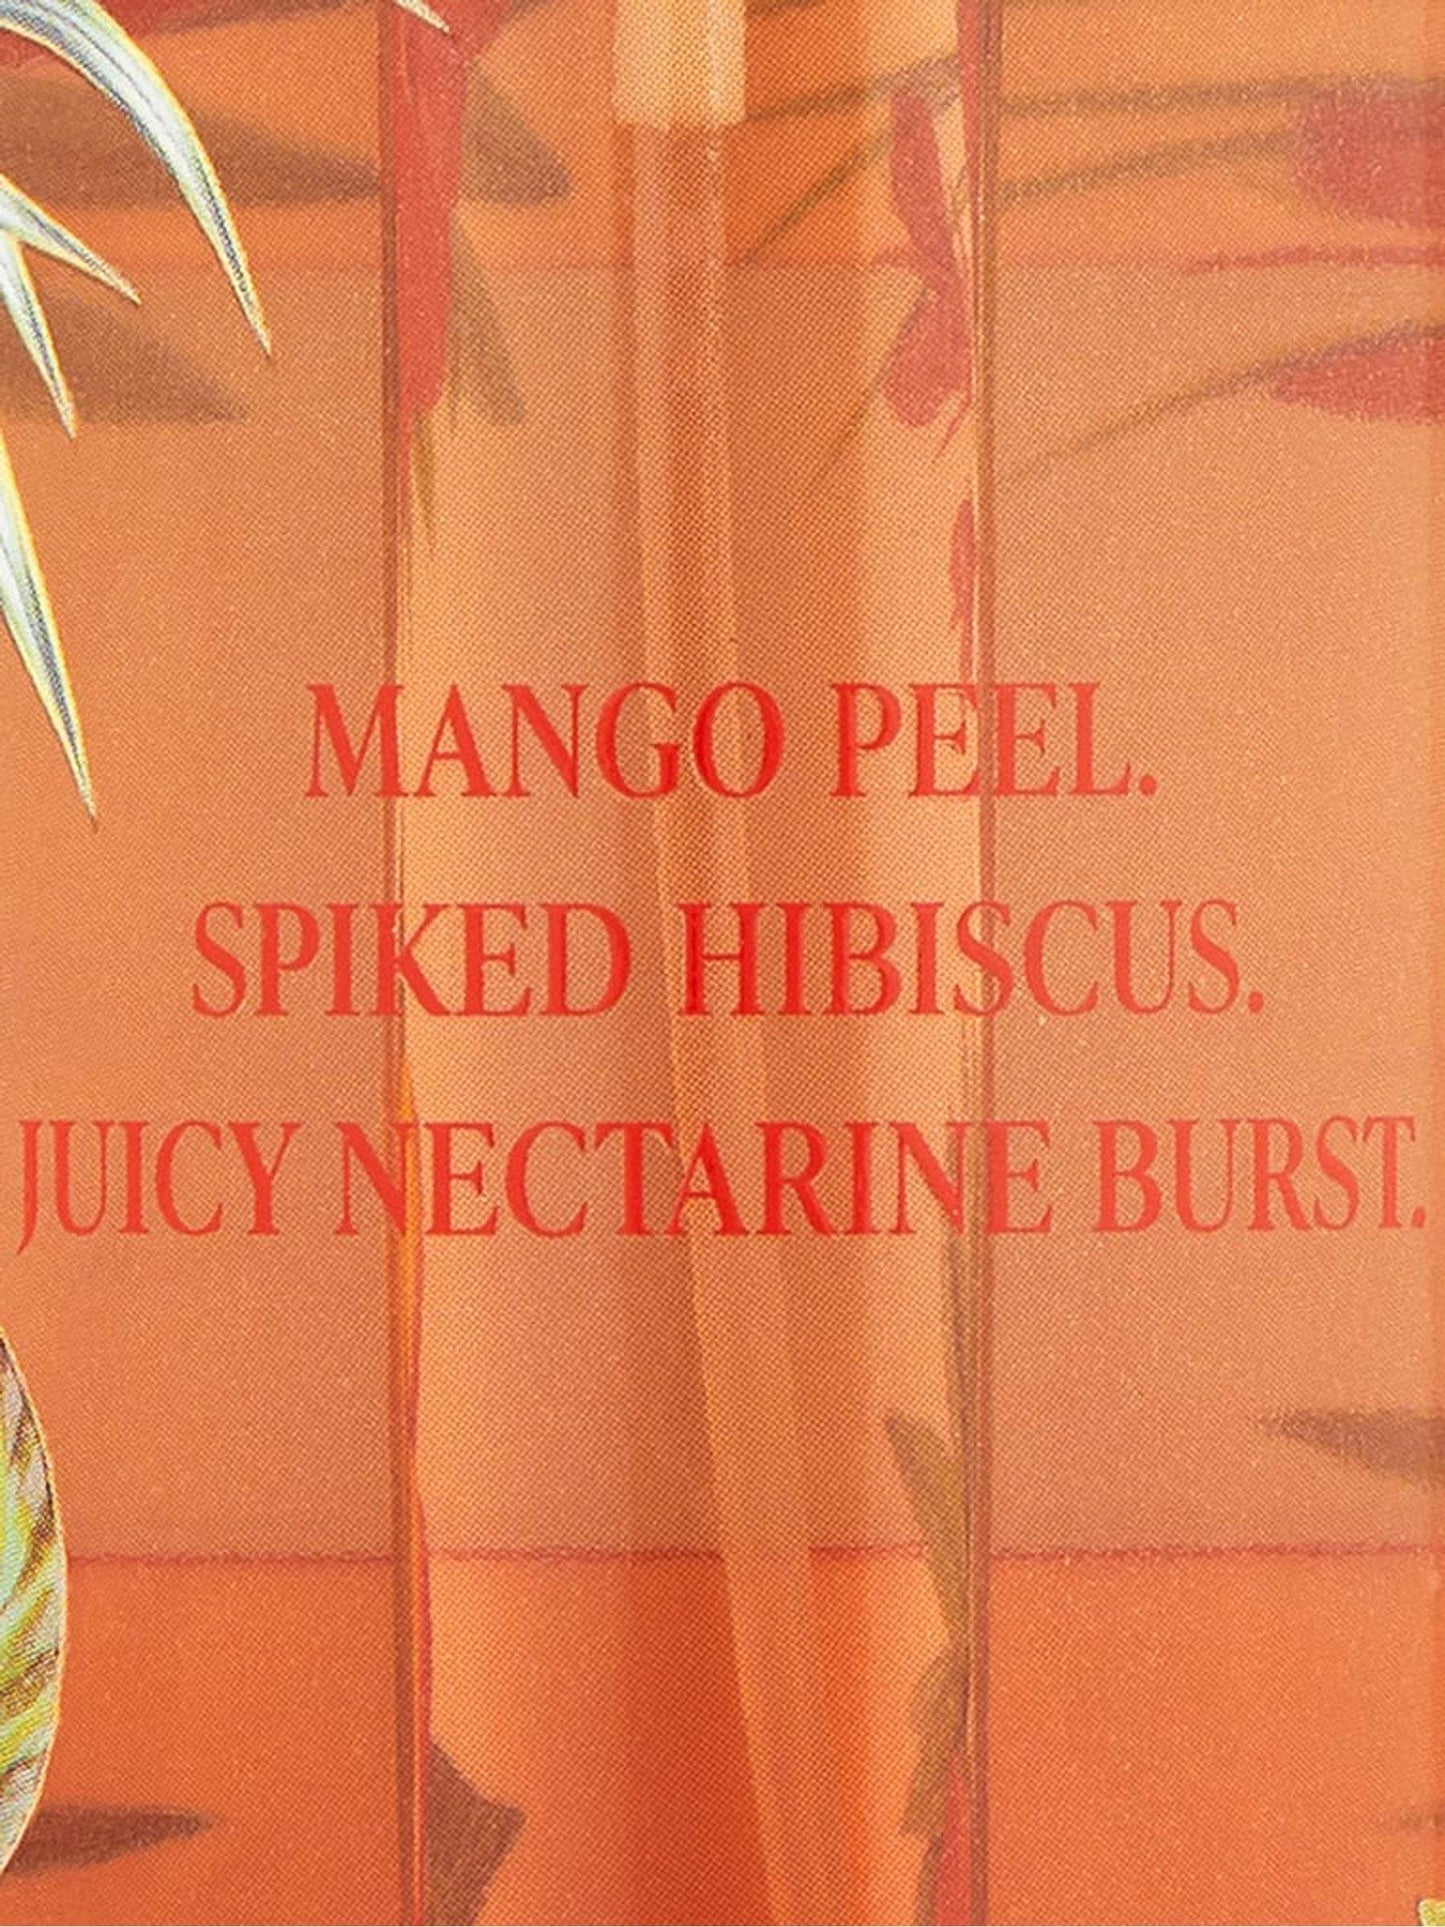 MANGO PEEL.
SPIKED HIBISCUS.
JUICY NECTARINE BURST.